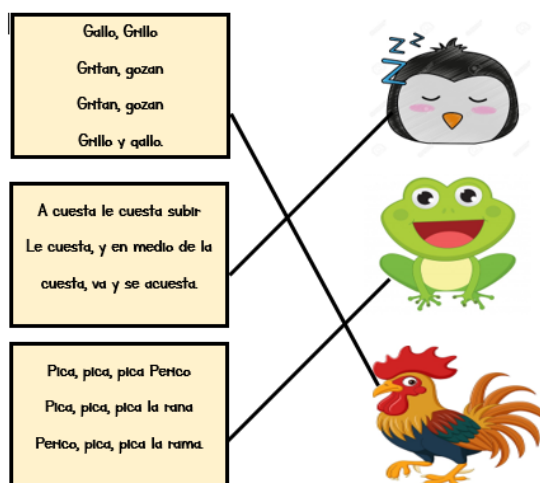 Gallo, Grillo
Gritan, gozan
Gritan, gozan
Grillo y gallo.
A cuesta le cuesta subir
Le cuesta, y en medio de la
cuesta, va y se acuesta.
Pica, pica, pica Perico
Pica, pica, pica la rana
Perico, pica, pica la rama.
z z z